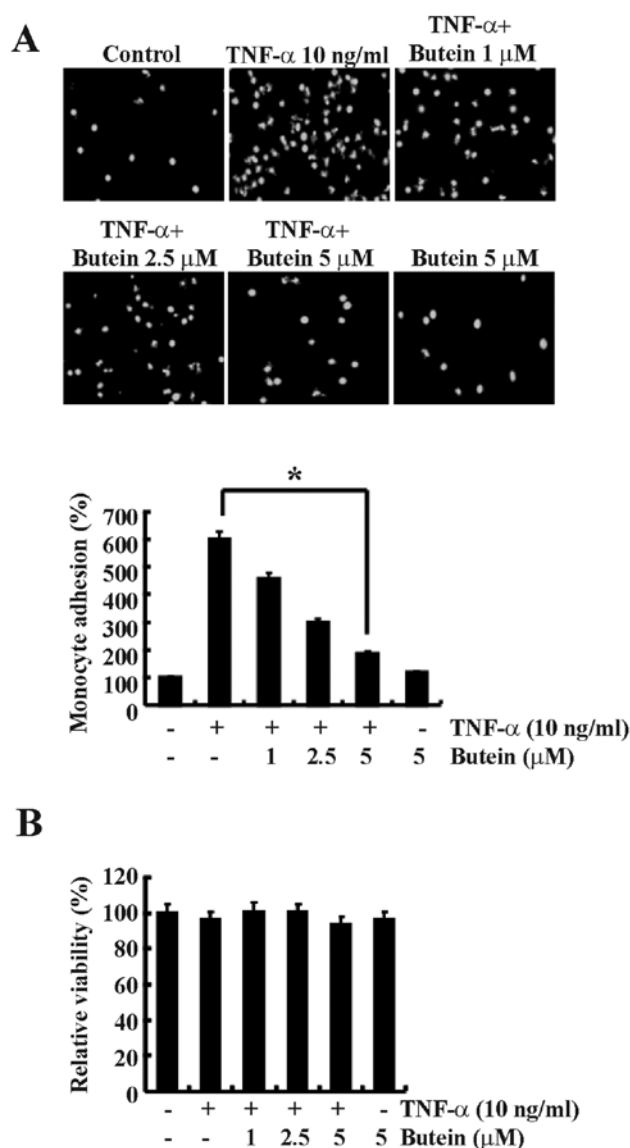 A
Control
TNF-α 10 ng/ml
TNF-α+
Butein 1 μM
TNF-α+
Butein 2.5 μM
TNF-α+
Butein 5 μM
Butein 5 μM
*
Monocyte adhesion (%)
700
600
500
400
300
200
100
0
- + + + + - TNF-α (10 ng/ml)
- - 1 2.5 5 5 Butein (μM)
B
Relative viability (%)
120
100
80
60
40
20
0
- + + + + - TNF-α (10 ng/ml)
- - 1 2.5 5 5 Butein (μM)